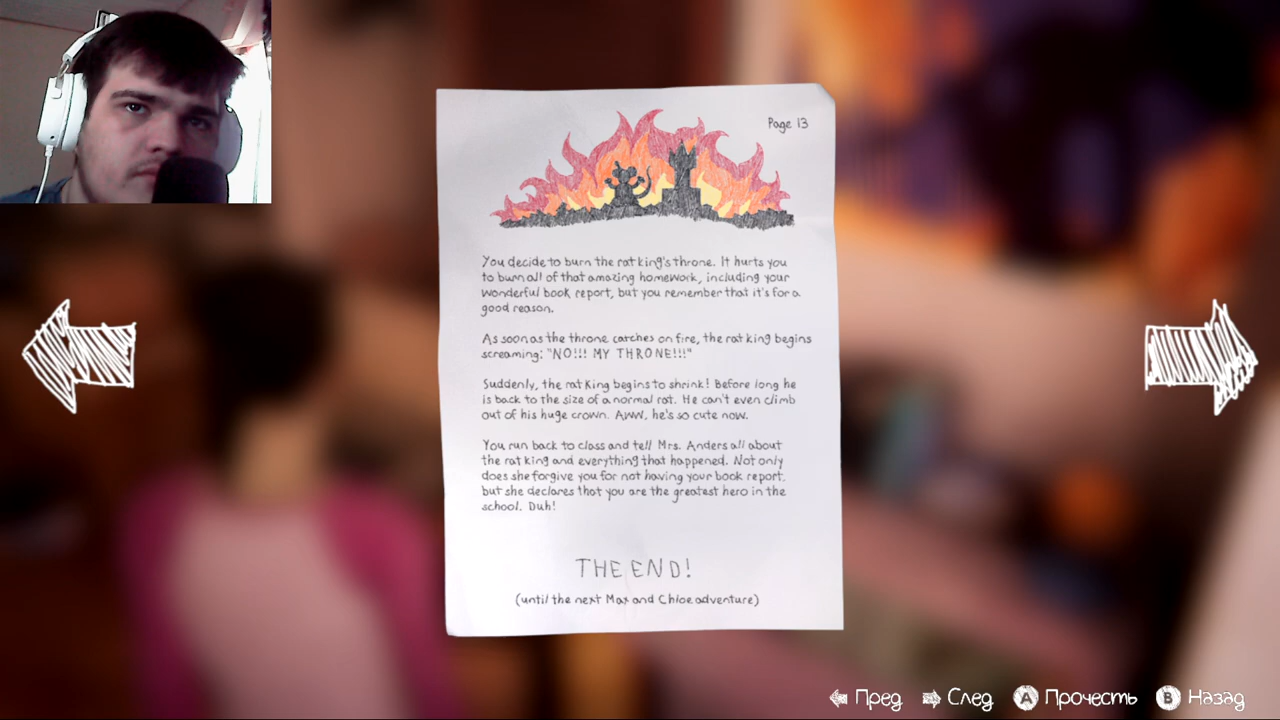 Page 13
You decide to burn the rat king's throne. It hurts you
to burn all of that amazing homework, including your
wonderful book report, but you remember that it's for a
good reason.
As soon as the throne catches on fire, the rat king begins
screaming: "NO!!! MY THRONE!!!"
Suddenly, the rat king begins to shrink! Before long he
is back to the size of a normal rat. He can't even climb
out of his huge crown. Aww, he's so cute now.
You run back to class and tell Mrs. Anders all about
the rat king and everything that happened. Not only
does she forgive you for not having your book report,
but she declares that you are the greatest hero in the
school. Duh!
THE END!
(until the next Max and Chloe adventure)
Пред След A Прочесть B Назад